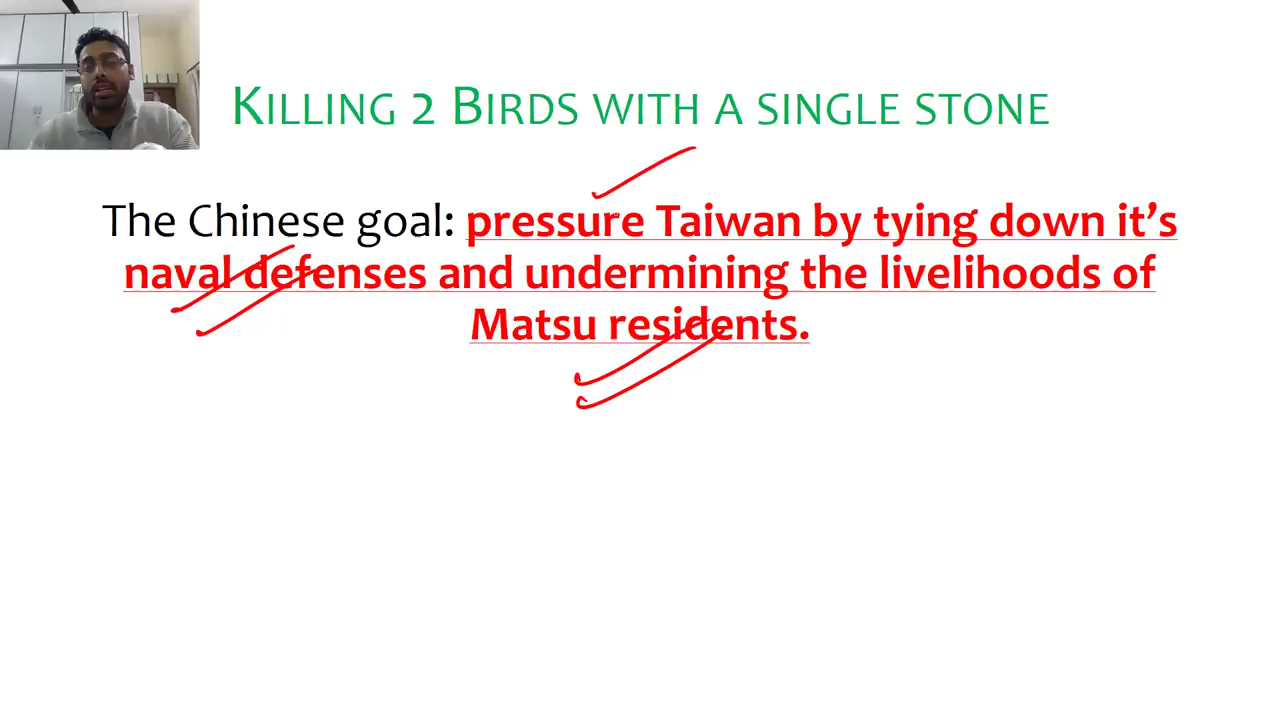 KILLING 2 BIRDS WITH A SINGLE STONE
The Chinese goal: pressure Taiwan by tying down it's
naval defenses and undermining the livelihoods of
Matsu residents.